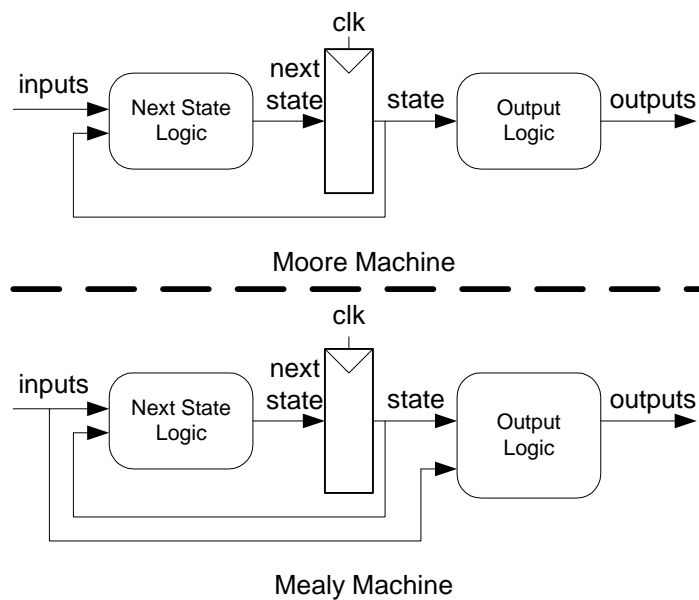 clk
inputs
Next State
Logic
next
state
state
Output
Logic
outputs
Moore Machine
clk
inputs
Next State
Logic
next
state
state
Output
Logic
outputs
Mealy Machine